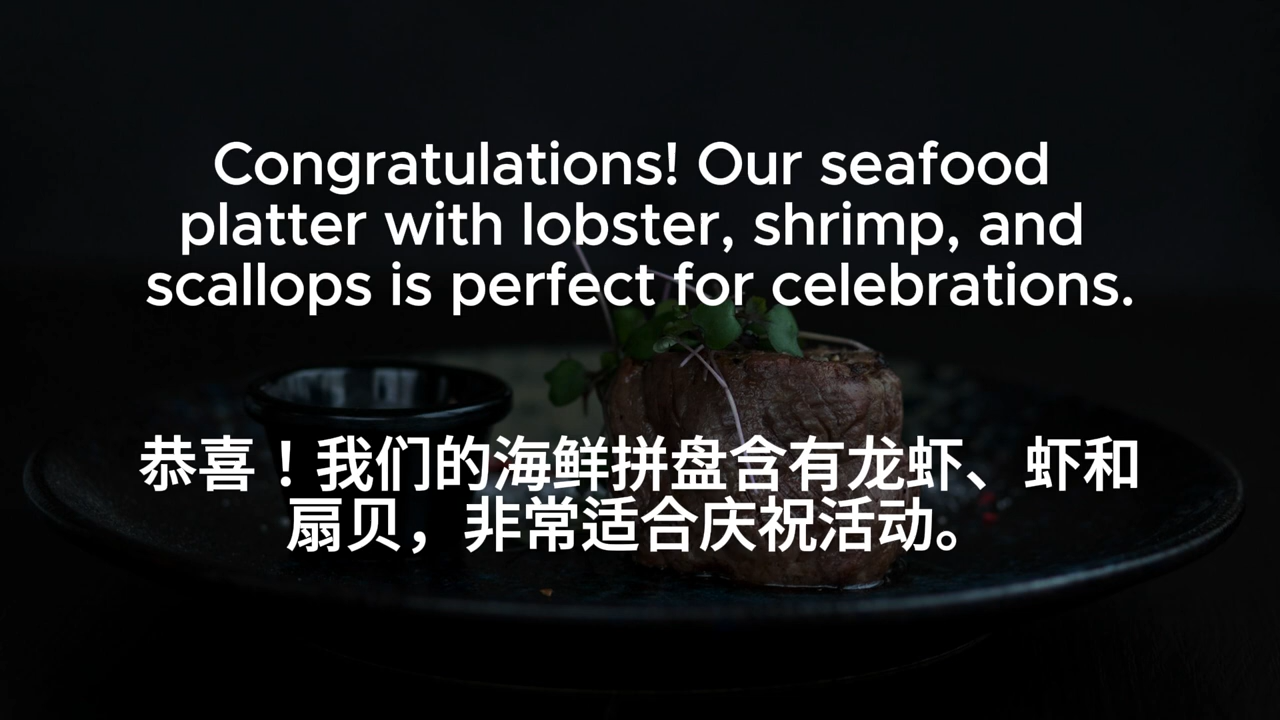 Congratulations! Our seafood
platter with lobster, shrimp, and
scallops is perfect for celebrations.
恭喜！我们的海鲜拼盘含有龙虾、虾和
扇贝，非常适合庆祝活动。